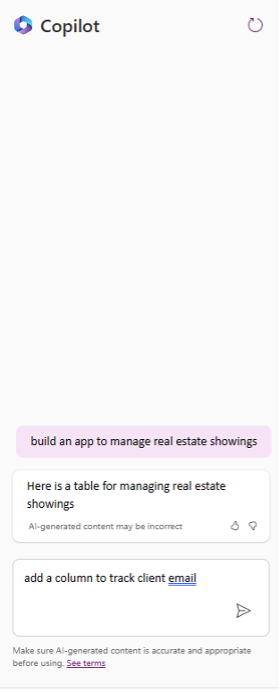 Copilot
build an app to manage real estate showings
Here is a table for managing real estate
showings
AI-generated content may be incorrect
add a column to track client email
Make sure AI-generated content is accurate and appropriate
before using. See terms